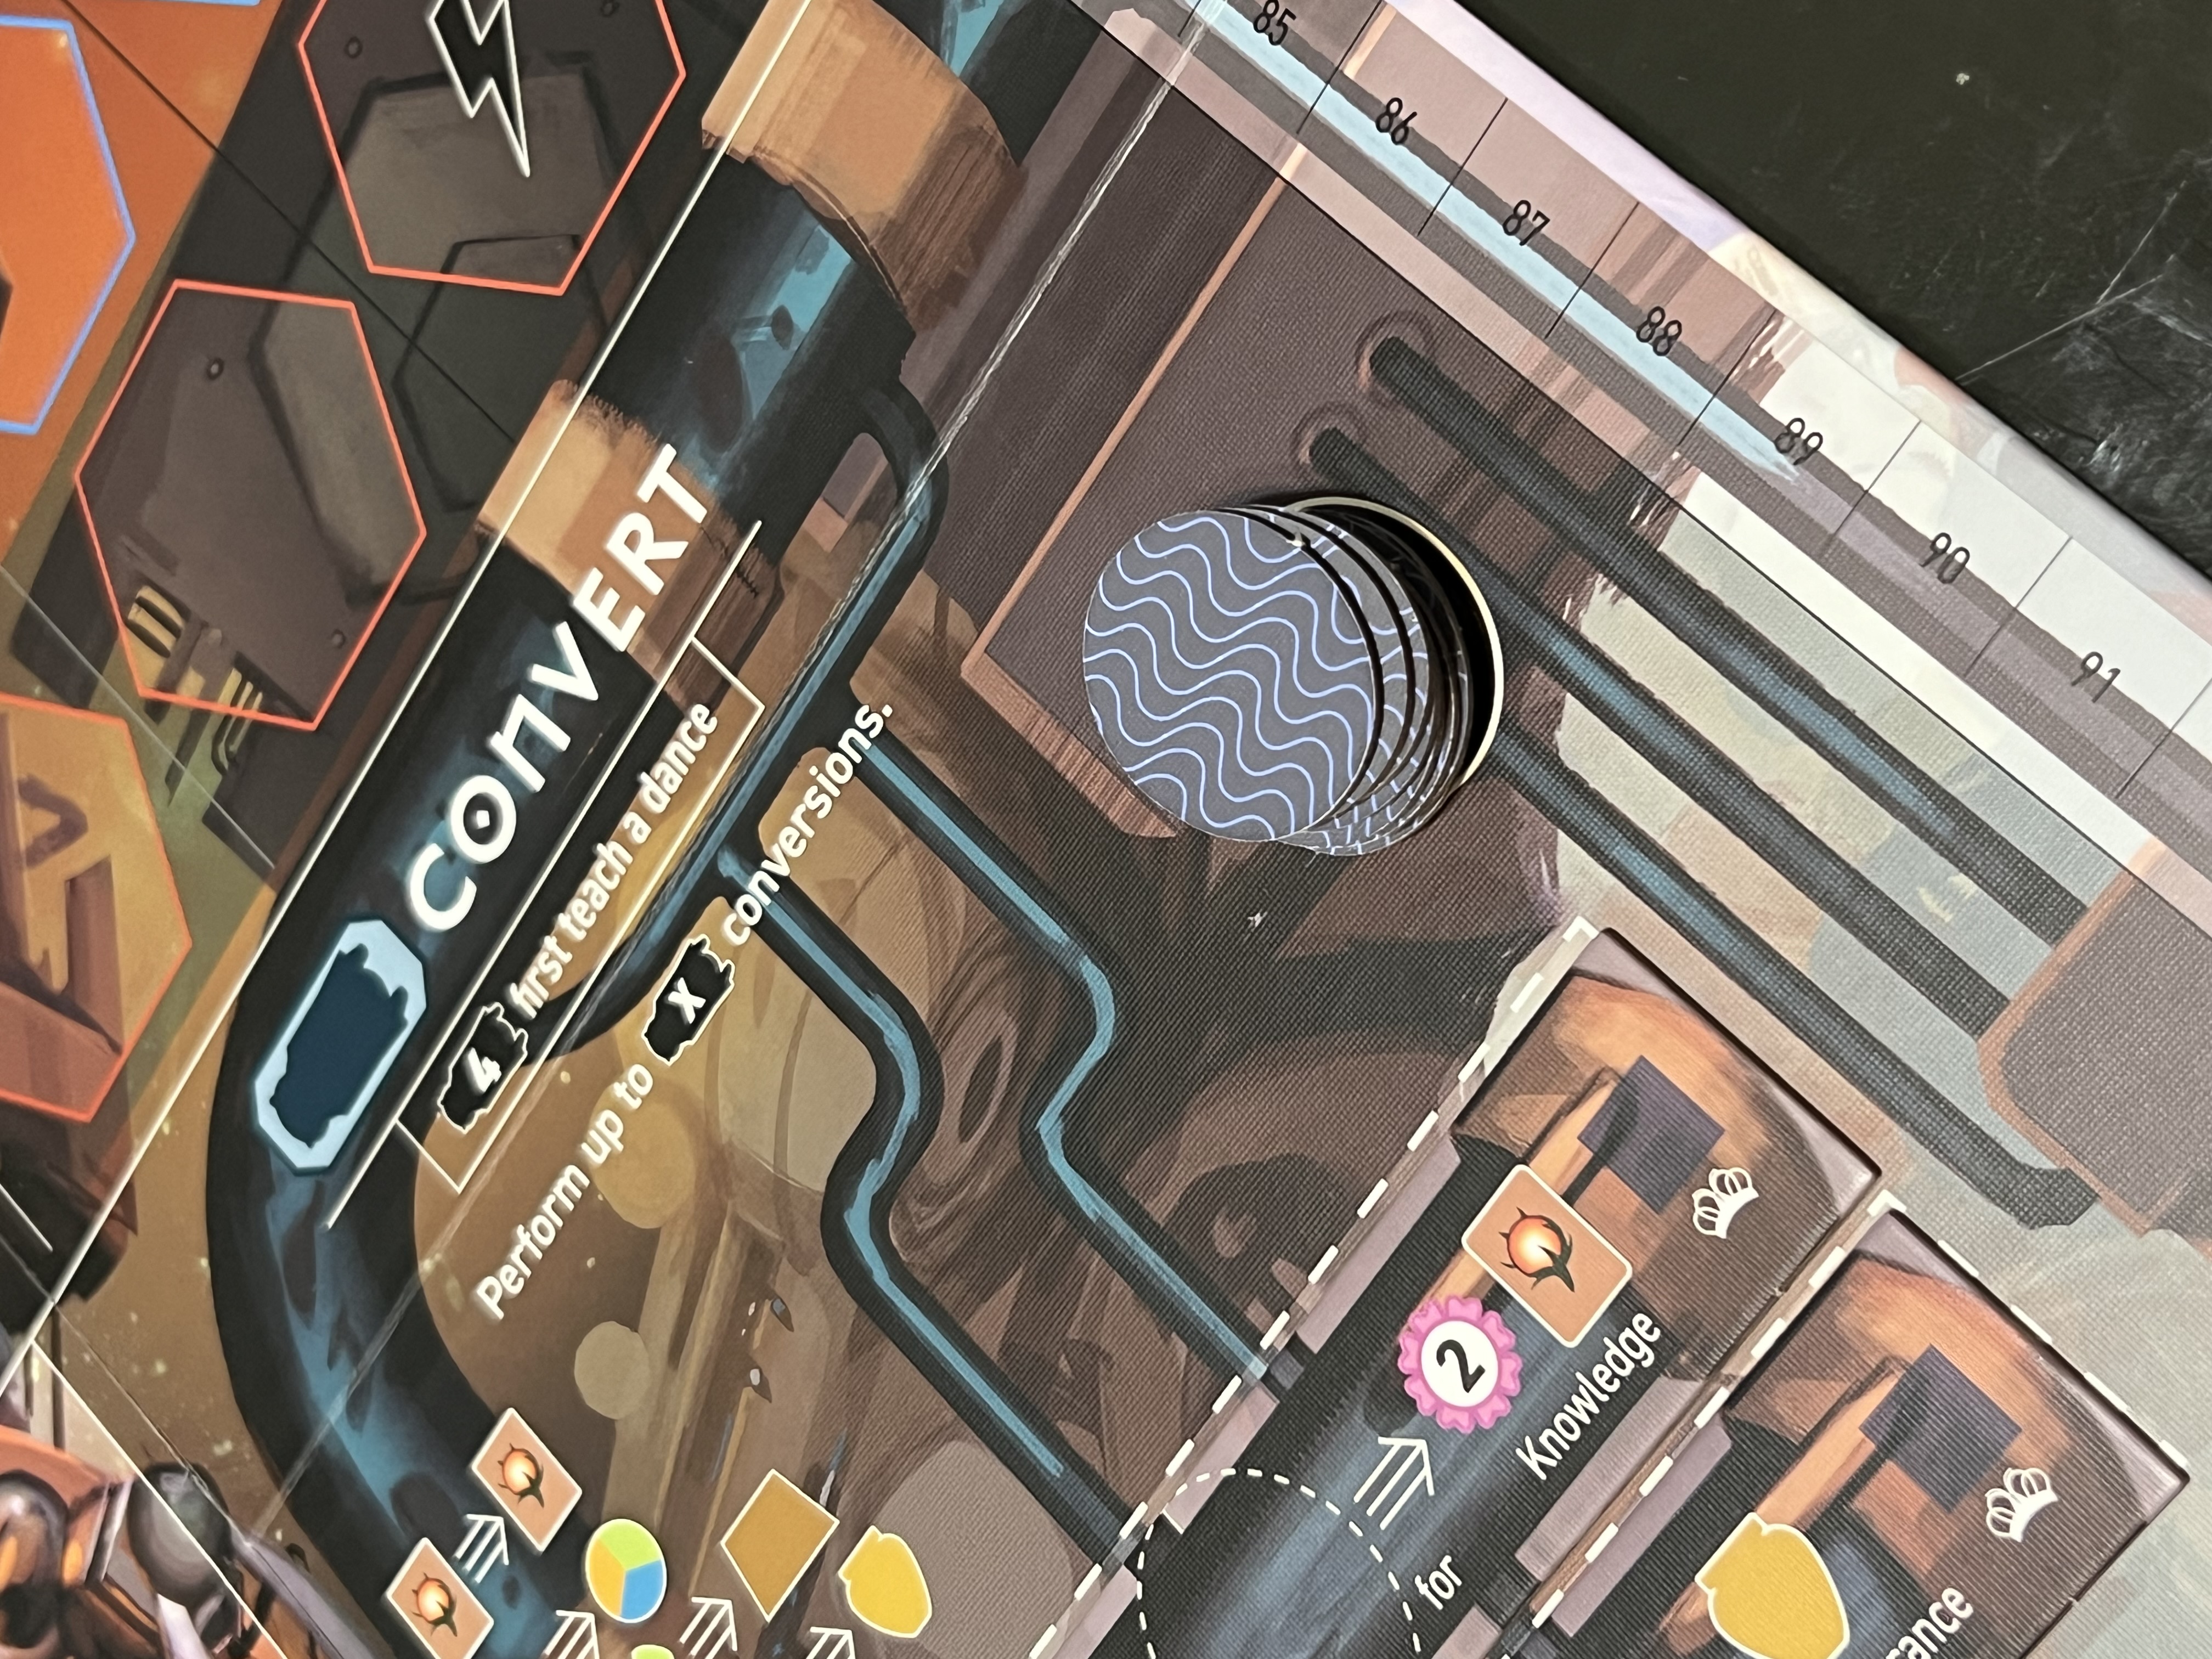 CONVERT
4 first teach a dance
Perform up to X conversions.
for
2
Knowledge
85
86
87
88
89
90
91